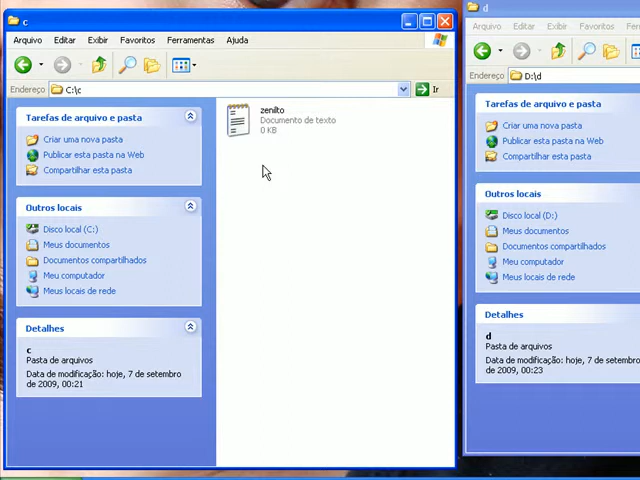 c
Arquivo Editar Exibir Favoritos Ferramentas Ajuda
Endereço C:\c Ir
Tarefas de arquivo e pasta
Criar uma nova pasta
Publicar esta pasta na Web
Compartilhar esta pasta
Outros locais
Disco local (C:)
Meus documentos
Documentos compartilhados
Meu computador
Meus locais de rede
Detalhes
c
Pasta de arquivos
Data de modificação: hoje, 7 de setembro
de 2009, 00:21
zenilto
Documento de texto
0 KB
d
Arquivo Editar Exibir Favoritos Ferram
Endereço D:\d
Tarefas de arquivo e pasta
Criar uma nova pasta
Publicar esta pasta na Web
Compartilhar esta pasta
Outros locais
Disco local (D:)
Meus documentos
Documentos compartilhados
Meu computador
Meus locais de rede
Detalhes
d
Pasta de arquivos
Data de modificação: hoje, 7 de
de 2009, 00:23